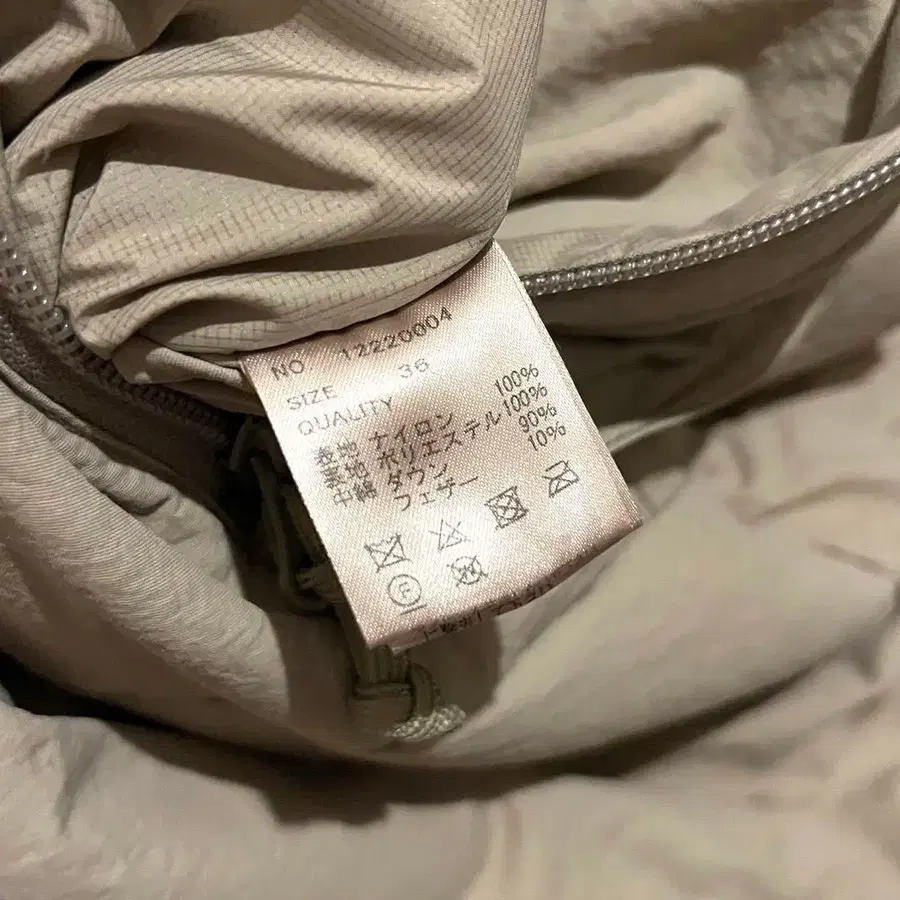 NO. 12220004
SIZE 36
QUALITY
表地 ナイロン 100%
裏地 ポリエステル 100%
中綿 ダウン 90%
フェザー 10%